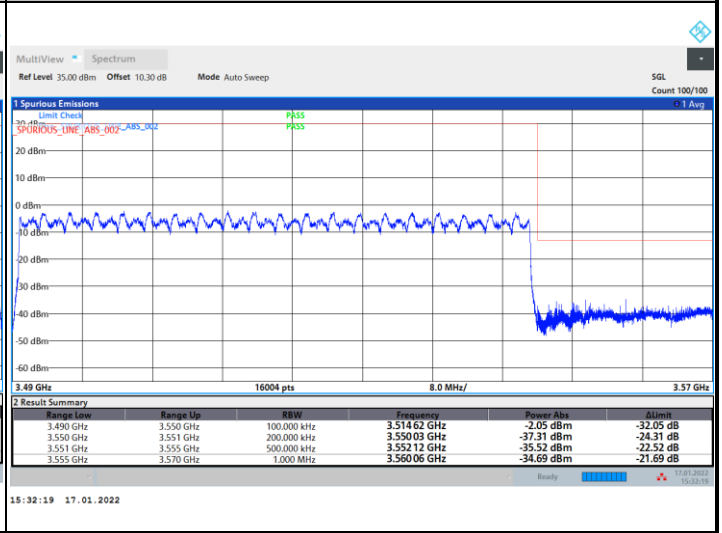 MultiView Spectrum
Ref Level 35.00 dBm Offset 10.30 dB Mode Auto Sweep SGL
Count 100/100
1 Spurious Emissions 1 Avg
Limit Check PASS
30 dBm
_SPURIOUS_LINE_ABS_002 _ABS_002 PASS
20 dBm
10 dBm
0 dBm
-10 dBm
-20 dBm
-30 dBm
-40 dBm
-50 dBm
-60 dBm
3.49 GHz 16004 pts 8.0 MHz/ 3.57 GHz
2 Result Summary
Range Low Range Up RBW Frequency Power Abs ΔLimit
3.490 GHz 3.550 GHz 100.000 kHz 3.514 62 GHz -2.05 dBm -32.05 dB
3.550 GHz 3.551 GHz 200.000 kHz 3.550 03 GHz -37.31 dBm -24.31 dB
3.551 GHz 3.555 GHz 500.000 kHz 3.552 12 GHz -35.52 dBm -22.52 dB
3.555 GHz 3.570 GHz 1.000 MHz 3.560 06 GHz -34.69 dBm -21.69 dB
Ready 17.01.2022
15:32:19
15:32:19 17.01.2022